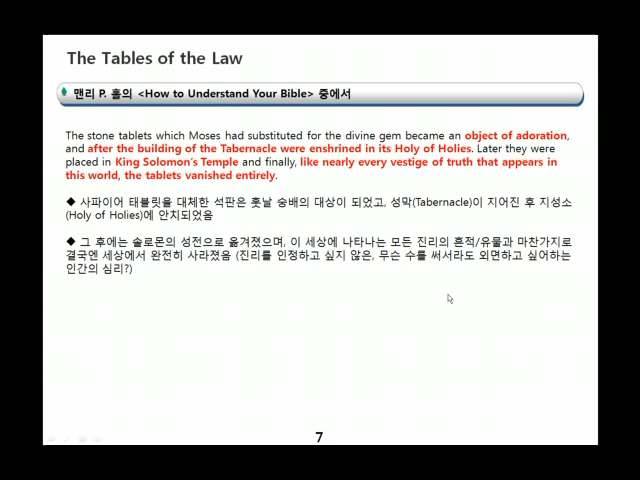 The Tables of the Law
맨리 P. 홀의 <How to Understand Your Bible> 중에서
The stone tablets which Moses had substituted for the divine gem became an object of adoration,
and after the building of the Tabernacle were enshrined in its Holy of Holies. Later they were
placed in King Solomon's Temple and finally, like nearly every vestige of truth that appears in
this world, the tablets vanished entirely.
◆ 사파이어 태블릿을 대체한 석판은 훗날 숭배의 대상이 되었고, 성막(Tabernacle)이 지어진 후 지성소
(Holy of Holies)에 안치되었음
◆ 그 후에는 솔로몬의 성전으로 옮겨졌으며, 이 세상에 나타나는 모든 진리의 흔적/유물과 마찬가지로
결국엔 세상에서 완전히 사라졌음 (진리를 인정하고 싶지 않은, 무슨 수를 써서라도 외면하고 싶어하는
인간의 심리?)
7